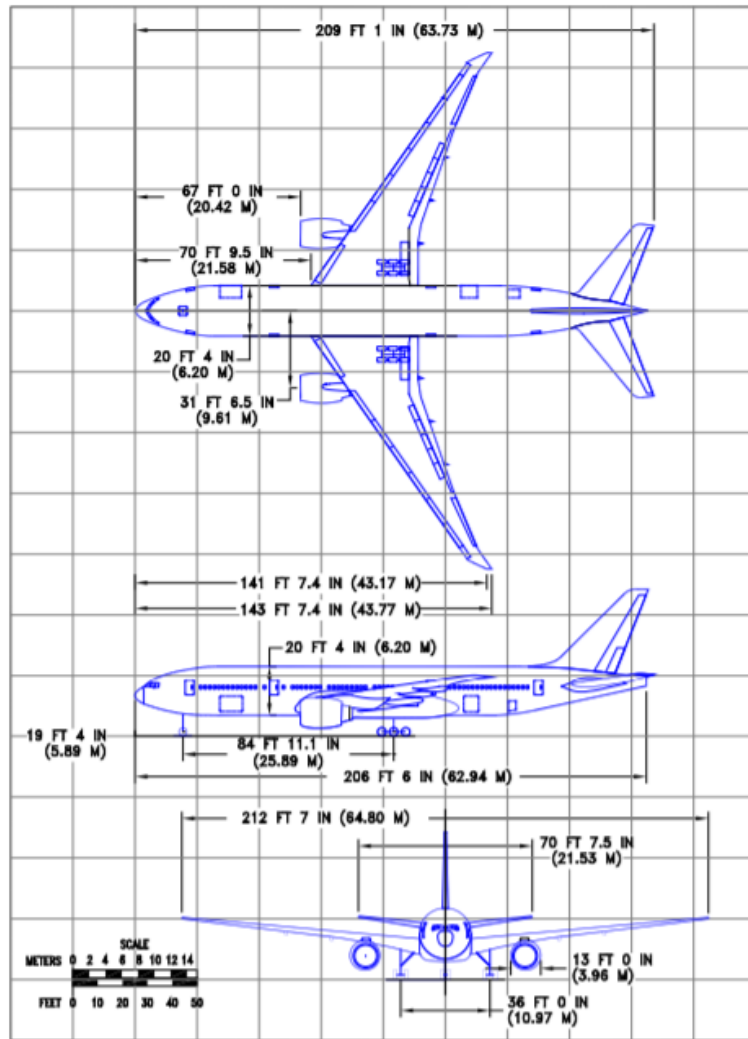 209 FT 1 IN (63.73 M)
67 FT 0 IN
(20.42 M)
70 FT 9.5 IN
(21.58 M)
20 FT 4 IN
(6.20 M)
31 FT 6.5 IN
(9.61 M)
141 FT 7.4 IN (43.17 M)
143 FT 7.4 IN (43.77 M)
20 FT 4 IN (6.20 M)
19 FT 4 IN
(5.89 M)
84 FT 11.1 IN
(25.89 M)
206 FT 6 IN (62.94 M)
212 FT 7 IN (64.80 M)
70 FT 7.5 IN
(21.53 M)
SCALE
METERS 0 2 4 6 8 10 12 14
FEET 0 10 20 30 40 50
13 FT 0 IN
(3.96 M)
36 FT 0 IN
(10.97 M)